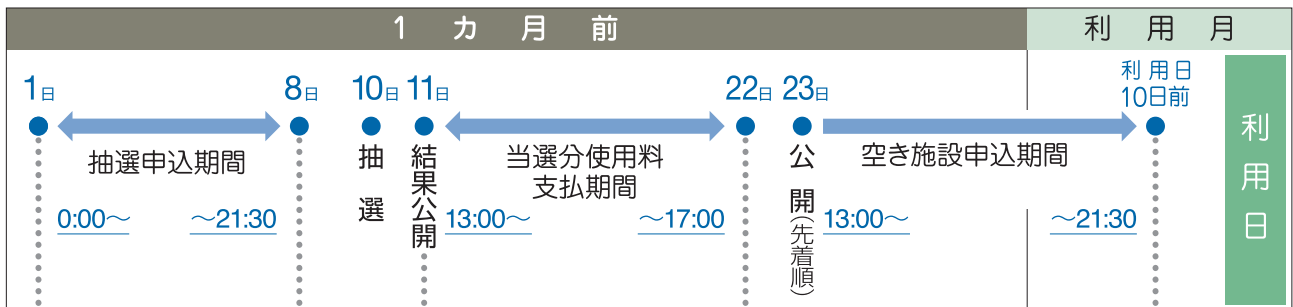 1カ月前
利用月
1日
8日
10日
11日
22日
23日
利用日
10日前
抽選申込期間
抽選
結果公開
当選分使用料
支払期間
公開(先着順)
空き施設申込期間
利用日
0:00〜
〜21:30
13:00〜
〜17:00
13:00〜
〜21:30